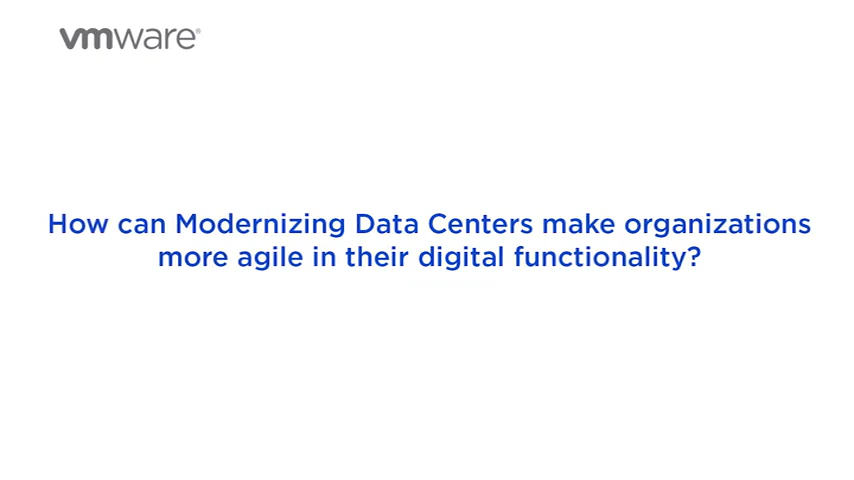 vmware®
How can Modernizing Data Centers make organizations
more agile in their digital functionality?